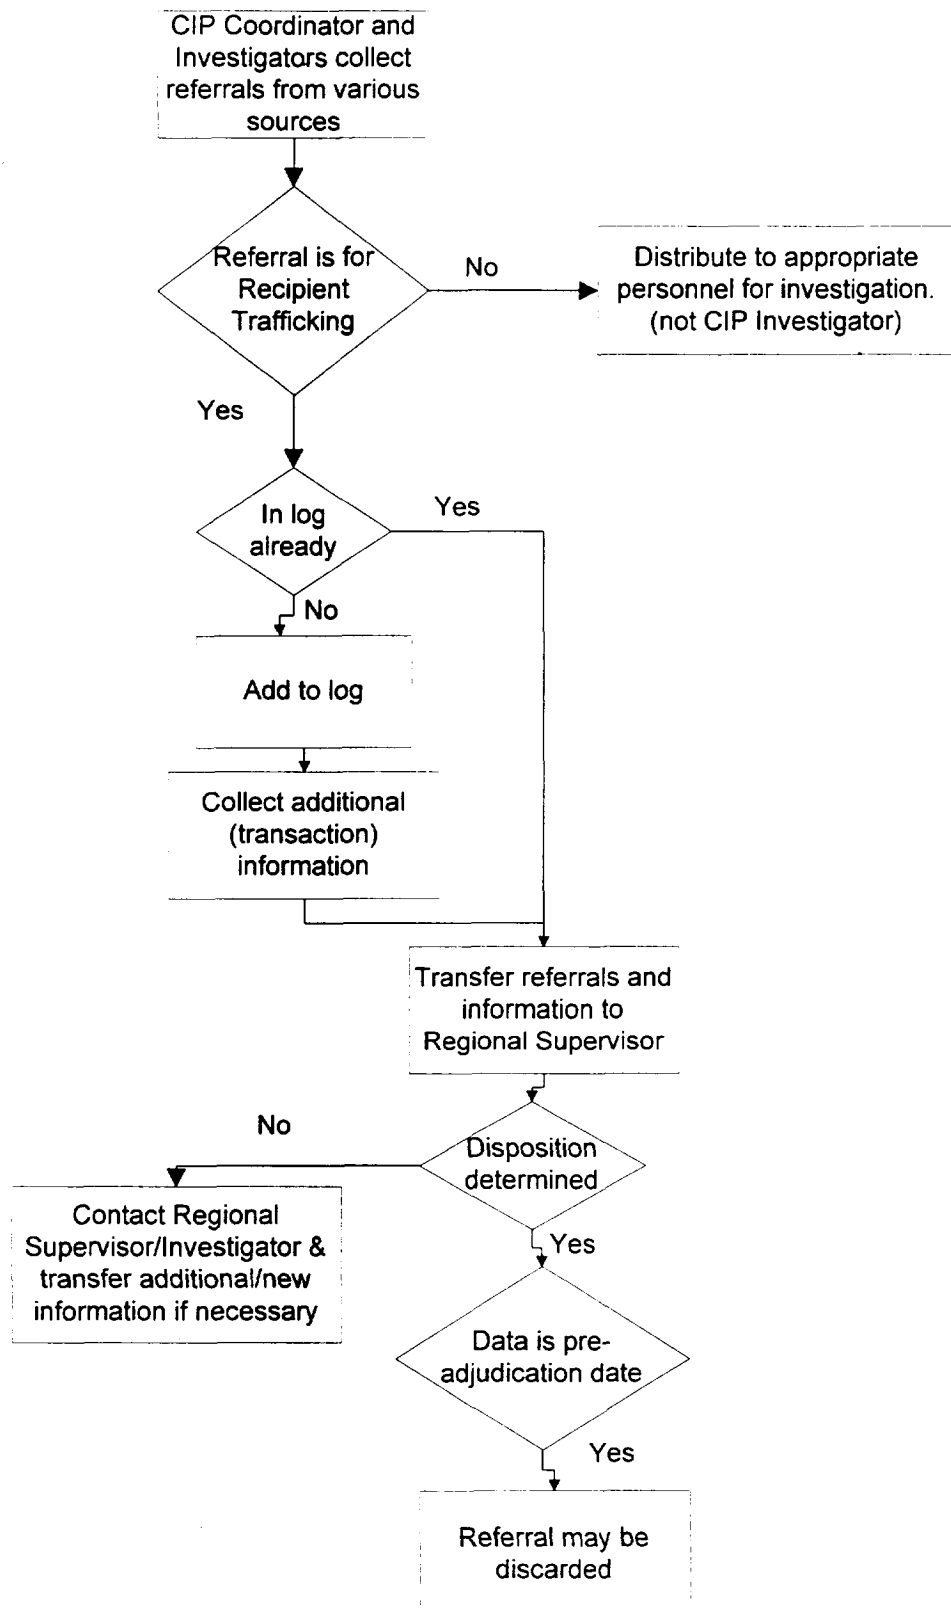 CIP Coordinator and
Investigators collect
referrals from various
sources
Referral is for
Recipient
Trafficking
No
Distribute to appropriate
personnel for investigation.
(not CIP Investigator)
Yes
In log
already
Yes
No
Add to log
Collect additional
(transaction)
information
Transfer referrals and
information to
Regional Supervisor
Disposition
determined
No
Contact Regional
Supervisor/Investigator &
transfer additional/new
information if necessary
Yes
Data is pre-
adjudication date
Yes
Referral may be
discarded